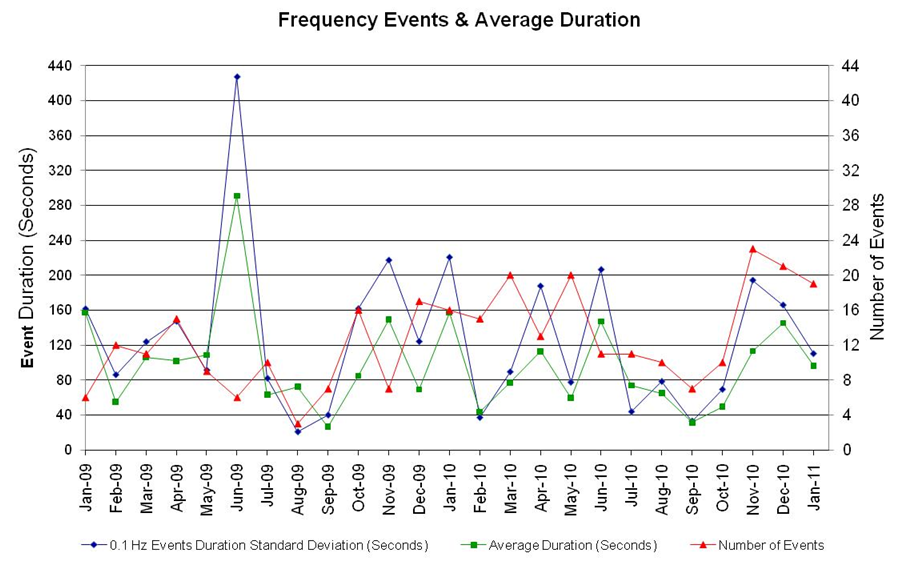 Frequency Events & Average Duration
Event Duration (Seconds)
440
400
360
320
280
240
200
160
120
80
40
0
44
40
36
32
28
24
20
16
12
8
4
0
Number of Events
Jan-09
Feb-09
Mar-09
Apr-09
May-09
Jun-09
Jul-09
Aug-09
Sep-09
Oct-09
Nov-09
Dec-09
Jan-10
Feb-10
Mar-10
Apr-10
May-10
Jun-10
Jul-10
Aug-10
Sep-10
Oct-10
Nov-10
Dec-10
Jan-11
0.1 Hz Events Duration Standard Deviation (Seconds) Average Duration (Seconds) Number of Events